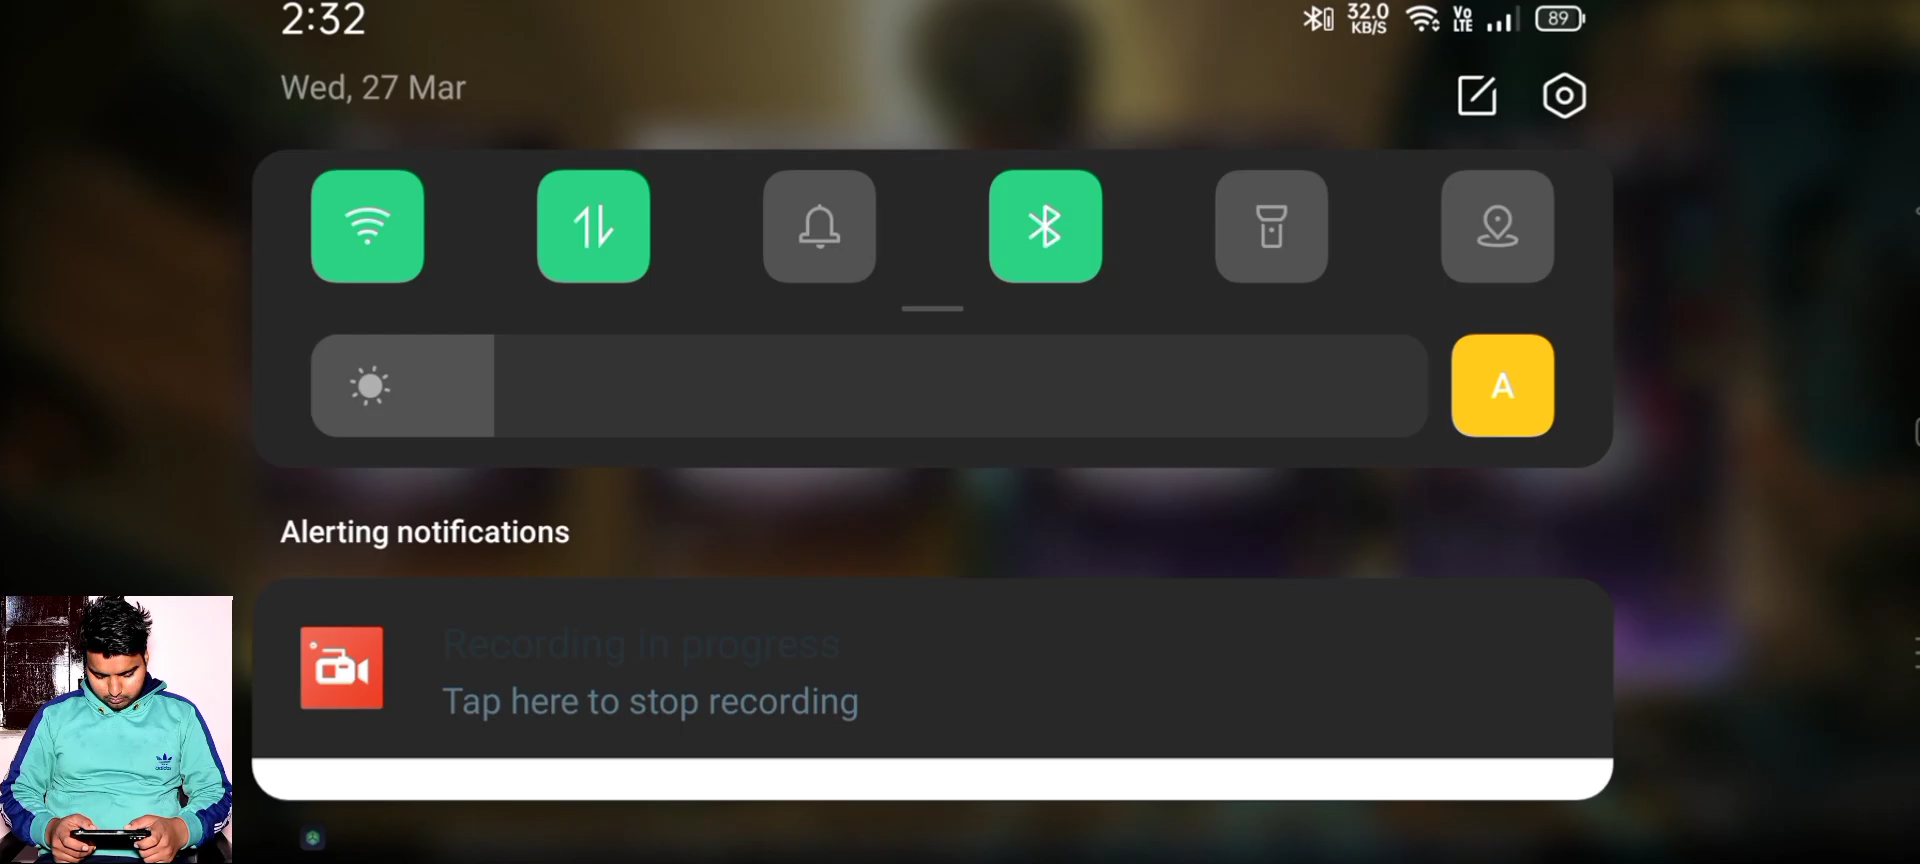 2:32
32.0
KB/S
Vo
LTE
89
Wed, 27 Mar
A
Alerting notifications
Recording in progress
Tap here to stop recording
adidas